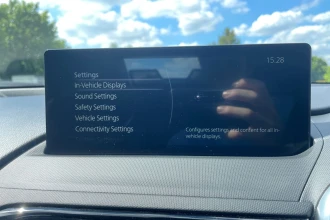 15:28
Settings
In-Vehicle Displays
Sound Settings
Safety Settings
Vehicle Settings
Connectivity Settings
Configures settings and content for all in-
vehicle displays.